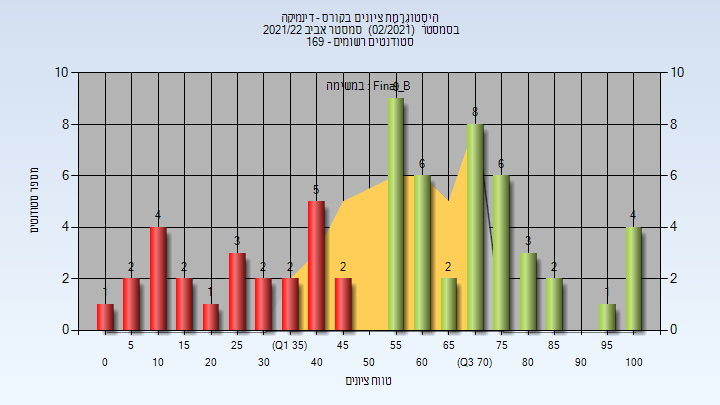 היסטוגרמת ציונים בקורס - דינמיקה
בסמסטר (02/2021) סמסטר אביב 2021/22
סטודנטים רשומים - 169
במשימה : Final_B
מספר סטודנטים
10 8 6 4 2 0
10 8 6 4 2 0
1 2 4 2 1 3 2 2 5 2 9 6 2 8 6 3 2 1 4
5 15 25 (Q1 35) 45 55 65 75 85 95
0 10 20 30 40 50 60 (Q3 70) 80 90 100
טווח ציונים